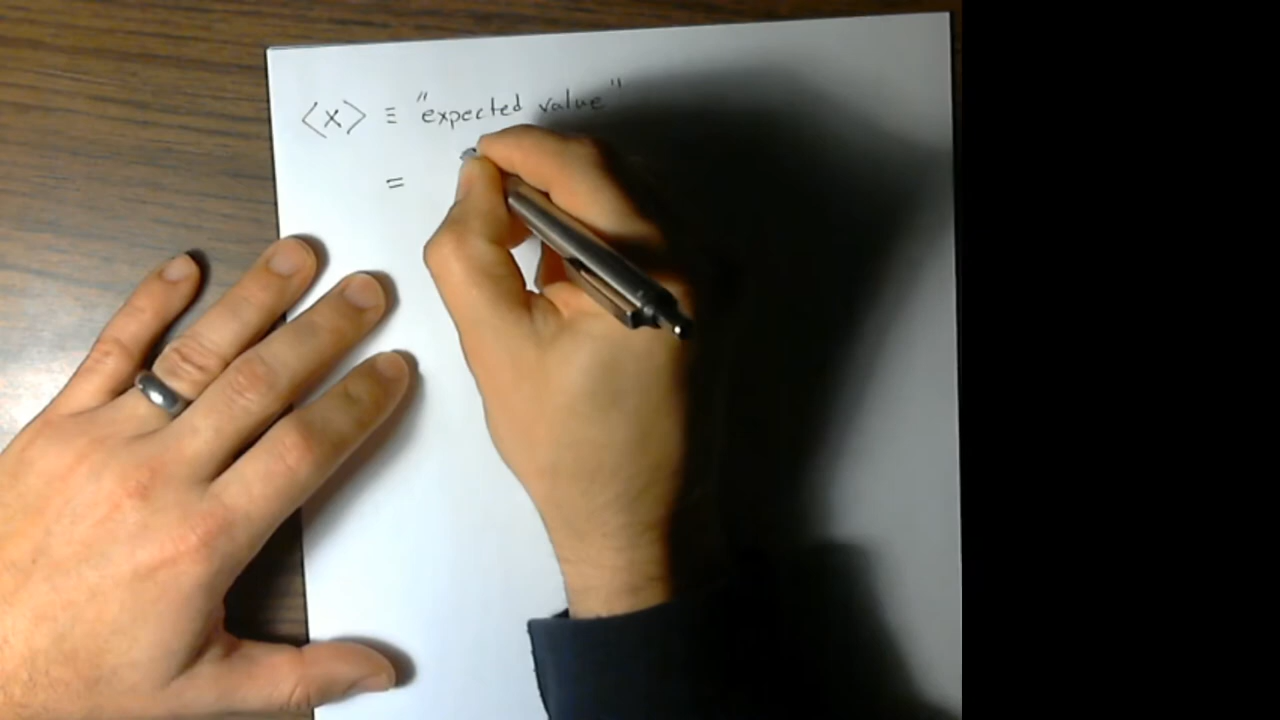 ⟨x⟩ ≡ "expected value"
=